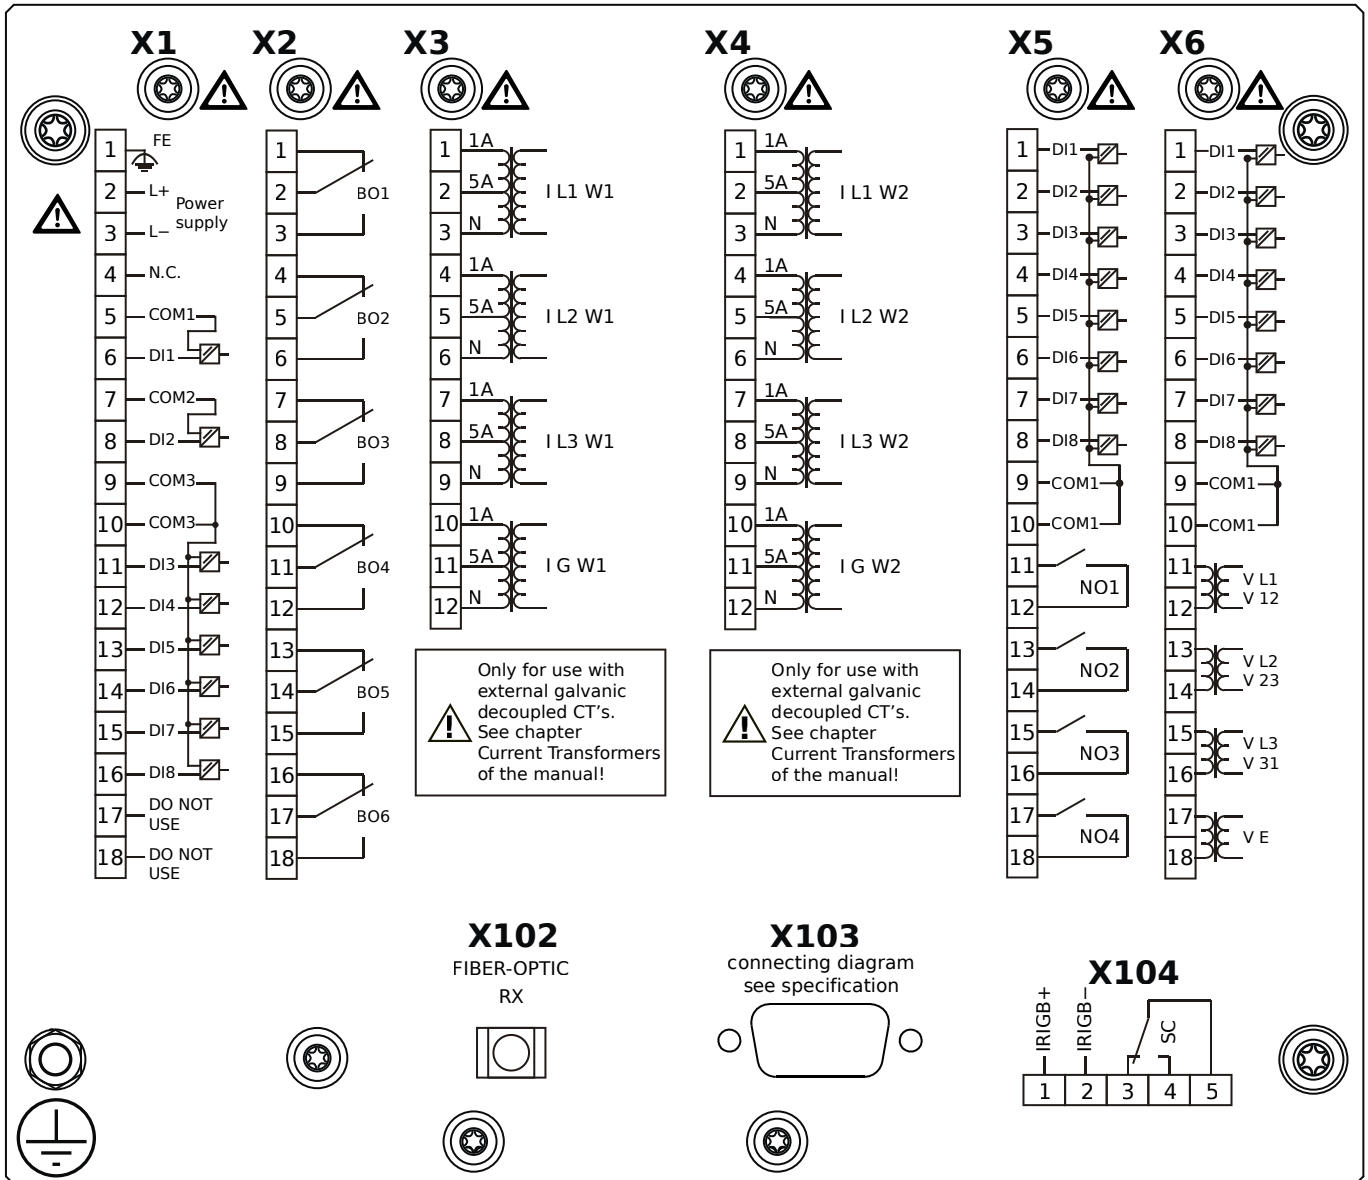 X1
1 FE
2 L+ Power
supply
3 L−
4 N.C.
5 COM1
6 DI1
7 COM2
8 DI2
9 COM3
10 COM3
11 DI3
12 DI4
13 DI5
14 DI6
15 DI7
16 DI8
17 DO NOT
USE
18 DO NOT
USE
X2
1
2 BO1
3
4
5 BO2
6
7
8 BO3
9
10
11 BO4
12
13
14 BO5
15
16
17 BO6
18
X3
1 1A
2 5A I L1 W1
3 N
4 1A
5 5A I L2 W1
6 N
7 1A
8 5A I L3 W1
9 N
10 1A
11 5A I G W1
12 N
Only for use with
external galvanic
decoupled CT's.
See chapter
Current Transformers
of the manual!
X4
1 1A
2 5A I L1 W2
3 N
4 1A
5 5A I L2 W2
6 N
7 1A
8 5A I L3 W2
9 N
10 1A
11 5A I G W2
12 N
Only for use with
external galvanic
decoupled CT's.
See chapter
Current Transformers
of the manual!
X5
1 DI1
2 DI2
3 DI3
4 DI4
5 DI5
6 DI6
7 DI7
8 DI8
9 COM1
10 COM1
11
NO1
12
13
NO2
14
15
NO3
16
17
NO4
18
X6
1 DI1
2 DI2
3 DI3
4 DI4
5 DI5
6 DI6
7 DI7
8 DI8
9 COM1
10 COM1
11 V L1
12 V 12
13 V L2
14 V 23
15 V L3
16 V 31
17
V E
18
X102
FIBER-OPTIC
RX
X103
connecting diagram
see specification
X104
IRIGB+
IRIGB−
SC
1 2 3 4 5